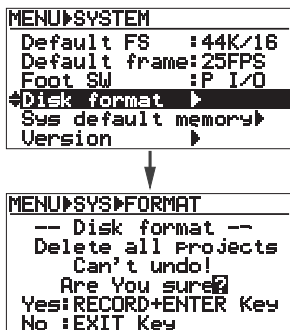 MENU▶SYSTEM
Default FS :44K/16
Default frame:25FPS
Foot SW :P I/O
Disk format ▶
Sys default memory▶
Version ▶
MENU▶SYS▶FORMAT
-- Disk format --
Delete all projects
Can't undo!
Are You sure?
Yes:RECORD+ENTER Key
No :EXIT Key